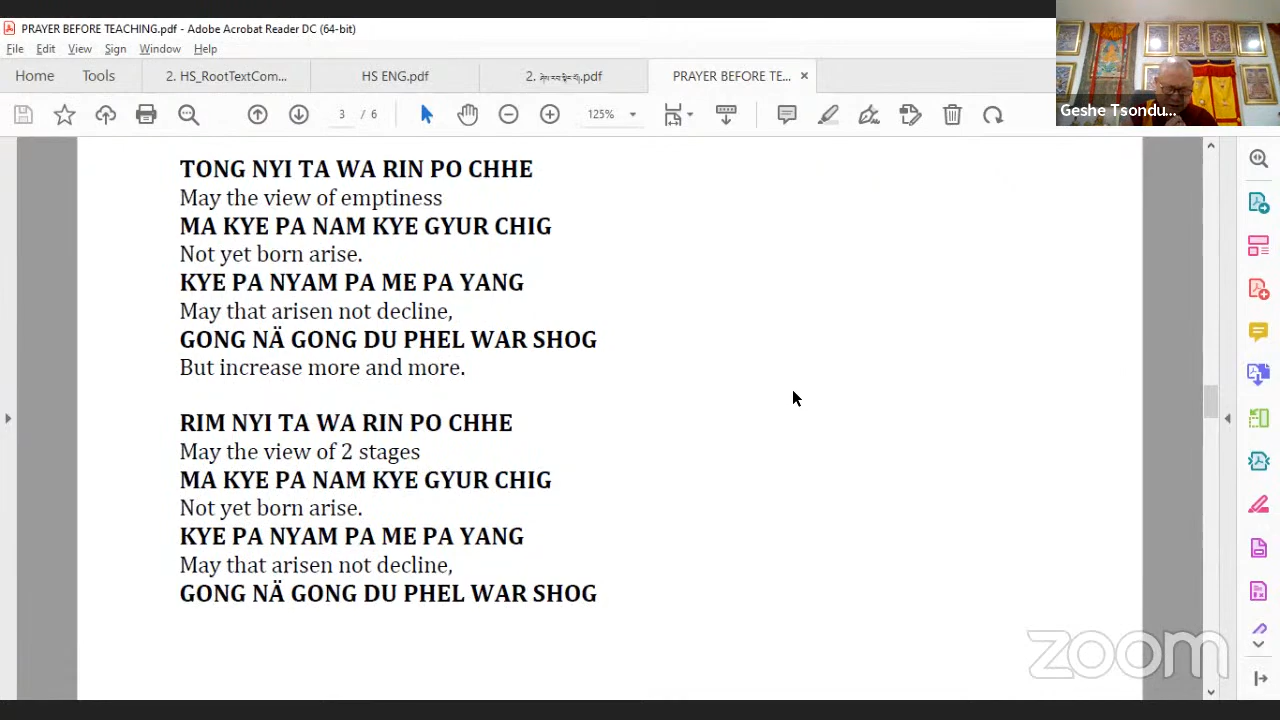 PRAYER BEFORE TEACHING.pdf - Adobe Acrobat Reader DC (64-bit)
File Edit View Sign Window Help
Home Tools 2. HS_RootTextCom... HS ENG.pdf 2. .pdf PRAYER BEFORE TE... ×
3 / 6 125%
Geshe Tsondu...
TONG NYI TA WA RIN PO CHHE
May the view of emptiness
MA KYE PA NAM KYE GYUR CHIG
Not yet born arise.
KYE PA NYAM PA ME PA YANG
May that arisen not decline,
GONG NÄ GONG DU PHEL WAR SHOG
But increase more and more.
RIM NYI TA WA RIN PO CHHE
May the view of 2 stages
MA KYE PA NAM KYE GYUR CHIG
Not yet born arise.
KYE PA NYAM PA ME PA YANG
May that arisen not decline,
GONG NÄ GONG DU PHEL WAR SHOG
zoom